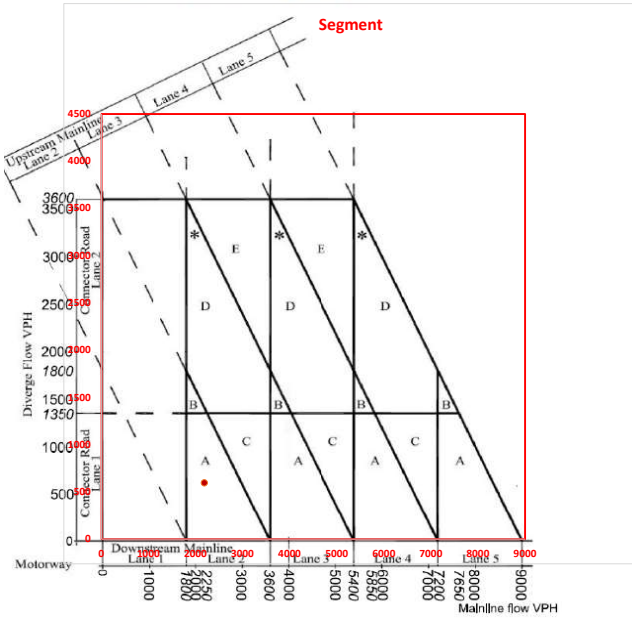 Segment
Upstream Mainline
Lane 2
Lane 3
Lane 4
Lane 5
4500
4000
3600
3500
3500
3000
3000
2500
2500
2000
2000
1800
1500
1500
1350
1000
1000
500
500
0
0
Diverge Flow VPH
Connector Road
Lane 2
Connector Road
Lane 1
* * *
E E
D D D
B B B B
C C C
A A A A
Downstream Mainline
0 1000 2000 3000 4000 5000 6000 7000 8000 9000
Motorway
Lane 1 Lane 2 Lane 3 Lane 4 Lane 5
0 1000 1800 2000 2250 3000 3600 4000 5000 5400 5850 6000 7000 7200 7650 8000 9000
Mainline flow VPH